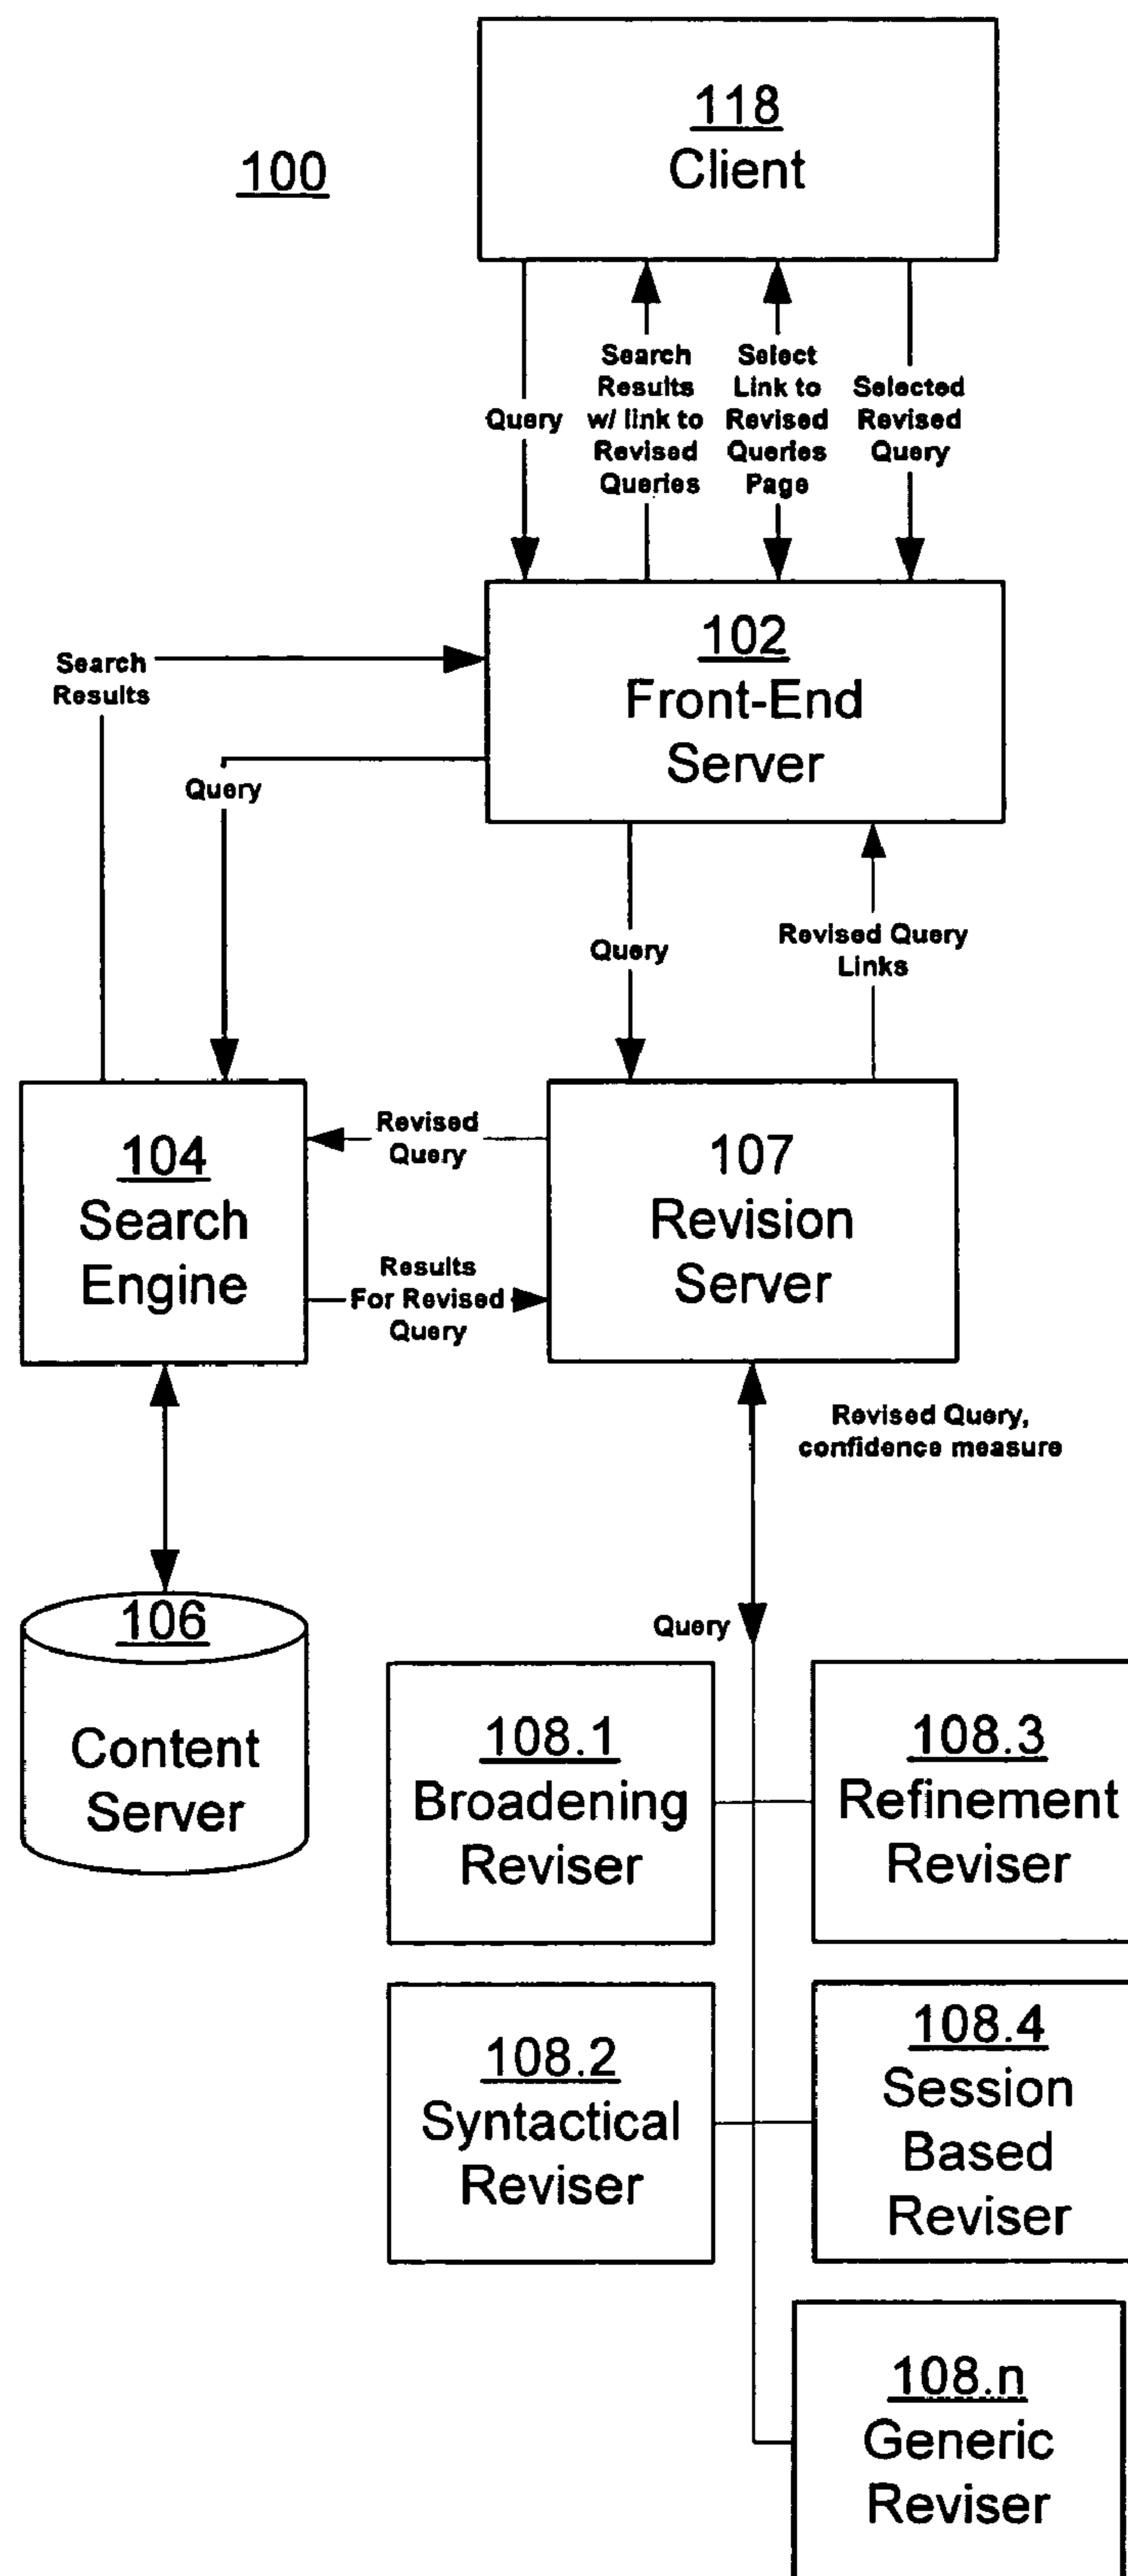 100
118
Client
Query
Search
Results
w/ link to
Revised
Queries
Select
Link to
Revised
Queries
Page
Selected
Revised
Query
102
Front-End
Server
Search
Results
Query
Query
Revised Query
Links
104
Search
Engine
Revised
Query
Results
For Revised
Query
107
Revision
Server
Revised Query,
confidence measure
Query
106
Content
Server
108.1
Broadening
Reviser
108.3
Refinement
Reviser
108.2
Syntactical
Reviser
108.4
Session
Based
Reviser
108.n
Generic
Reviser